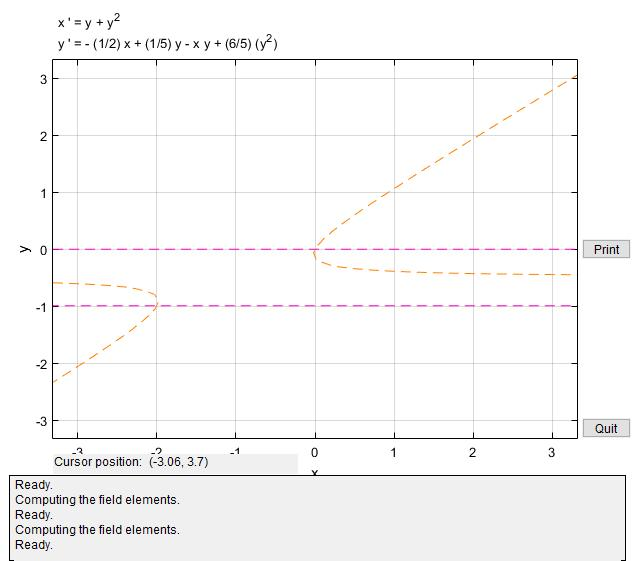 x ' = y + y²
y ' = - (1/2) x + (1/5) y - x y + (6/5) (y²)
3
2
1
0
-1
-2
-3
y
Print
Quit
-3 -2 -1 0 1 2 3
Cursor position: (-3.06, 3.7)
x
Ready.
Computing the field elements.
Ready.
Computing the field elements.
Ready.